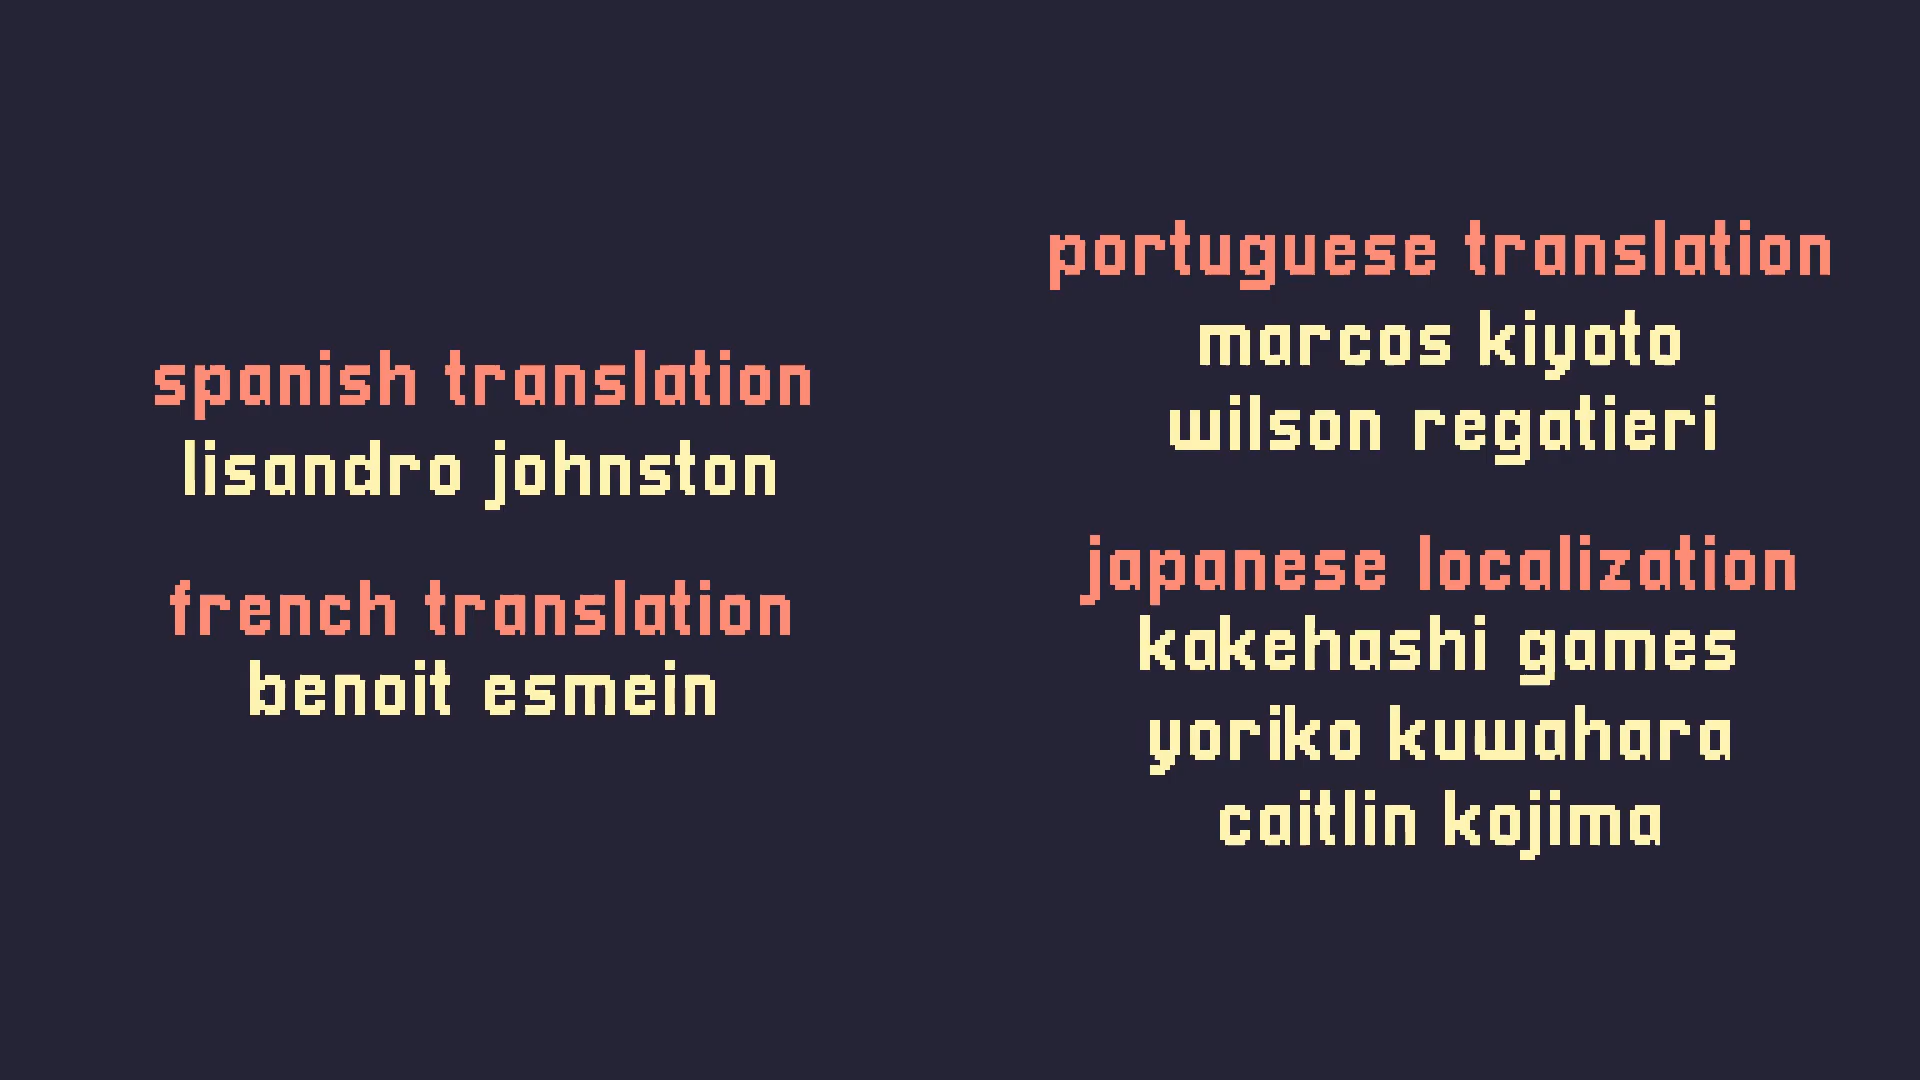 spanish translation
lisandro johnston
french translation
benoit esmein
portuguese translation
marcos kiyoto
wilson regatieri
japanese localization
kakehashi games
yoriko kuwahara
caitlin kojima